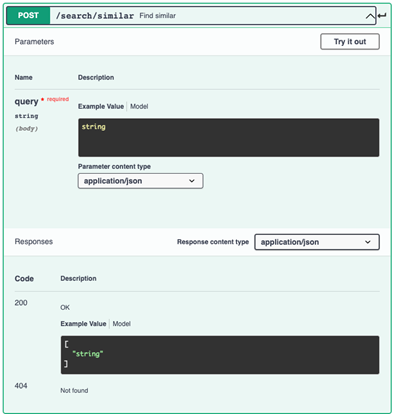 POST /search/similar Find similar
Parameters
Try it out
Name Description
query * required
string
(body)
Example Value | Model
string
Parameter content type
application/json
Responses
Response content type
application/json
Code Description
200
OK
Example Value | Model
[
"string"
]
404
Not found